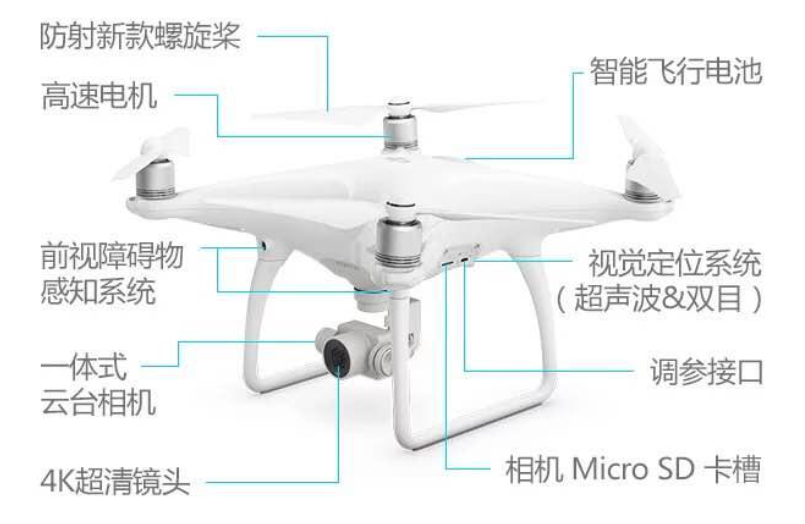 防射新款螺旋桨
高速电机
智能飞行电池
前视障碍物
感知系统
视觉定位系统
（超声波&双目）
一体式
云台相机
调参接口
4K超清镜头
相机 Micro SD 卡槽